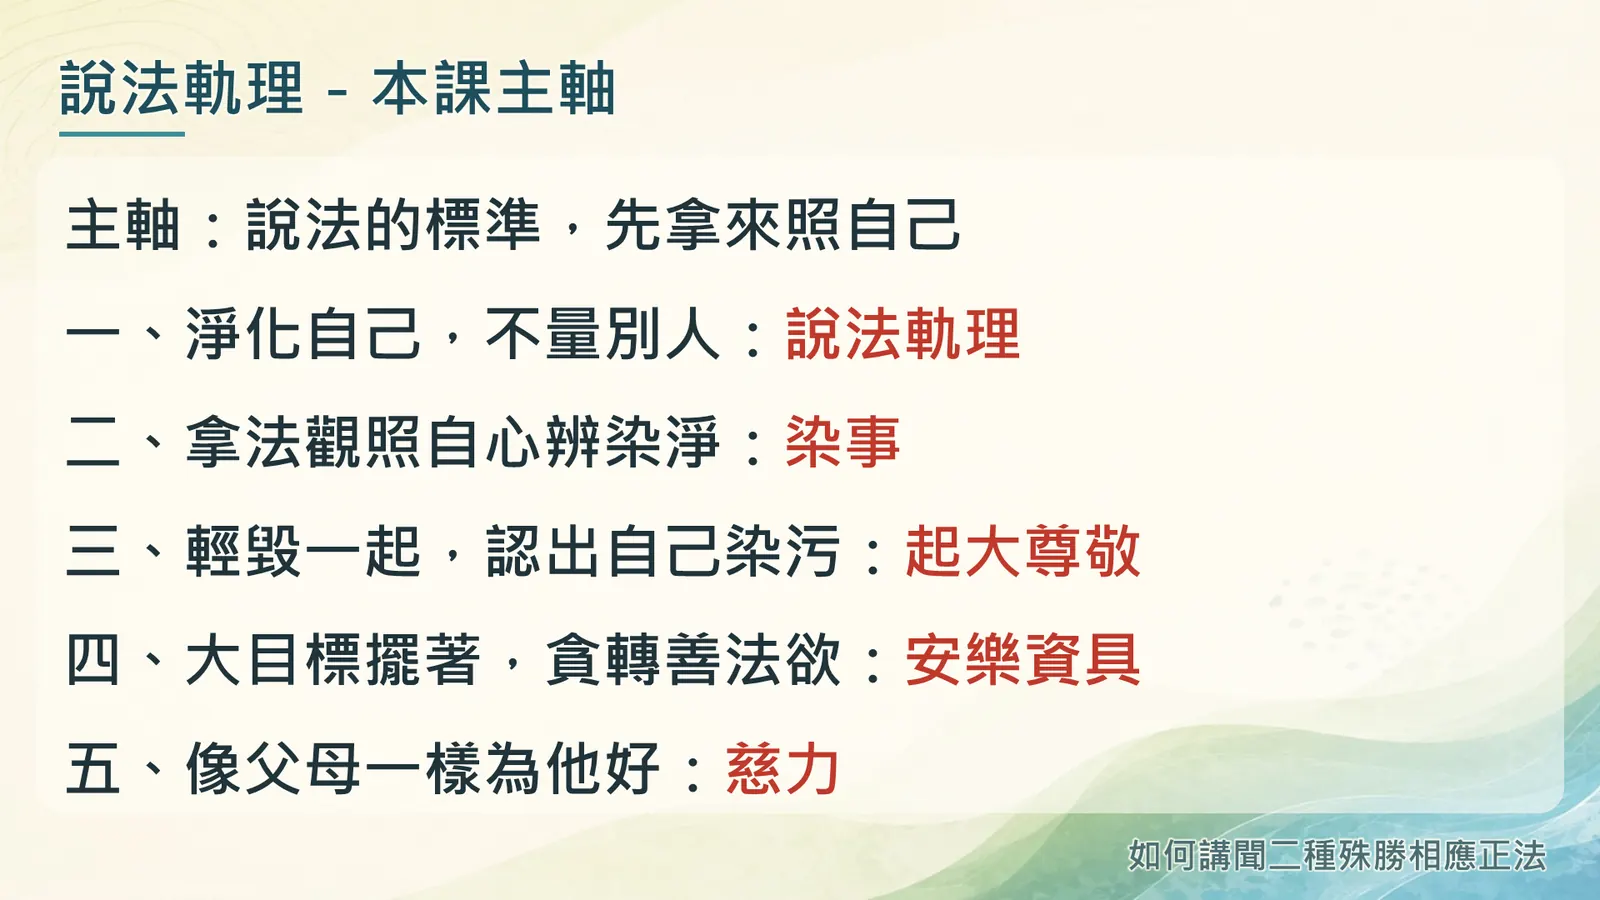 說法軌理 - 本課主軸
主軸：說法的標準，先拿來照自己
一、淨化自己，不量別人：說法軌理
二、拿法觀照自心辨染淨：染事
三、輕毀一起，認出自己染污：起大尊敬
四、大目標擺著，貪轉善法欲：安樂資具
五、像父母一樣為他好：慈力
如何講聞二種殊勝相應正法